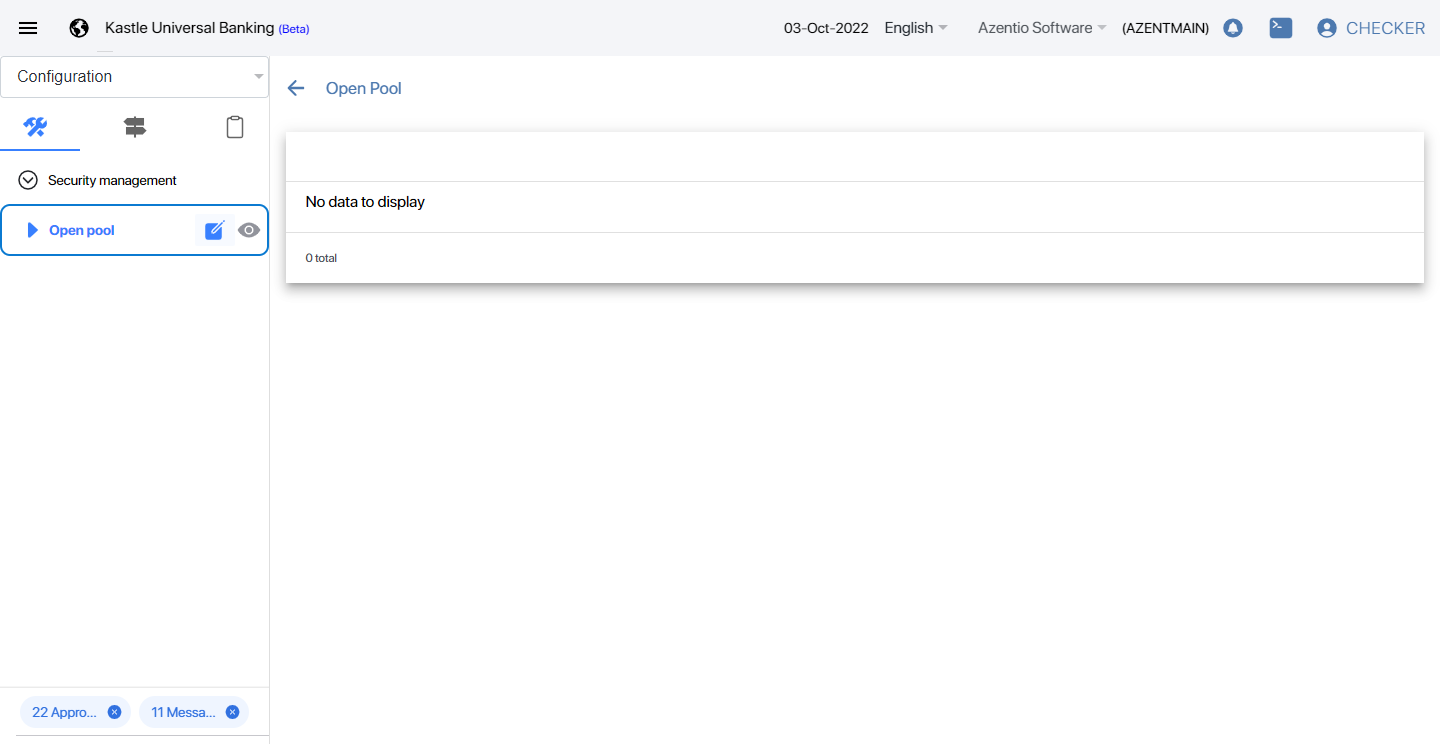 Kastle Universal Banking (Beta)
03-Oct-2022 English Azentio Software (AZENTMAIN) CHECKER
Configuration
Security management
Open pool
22 Appro...
11 Messa...
Open Pool
No data to display
0 total